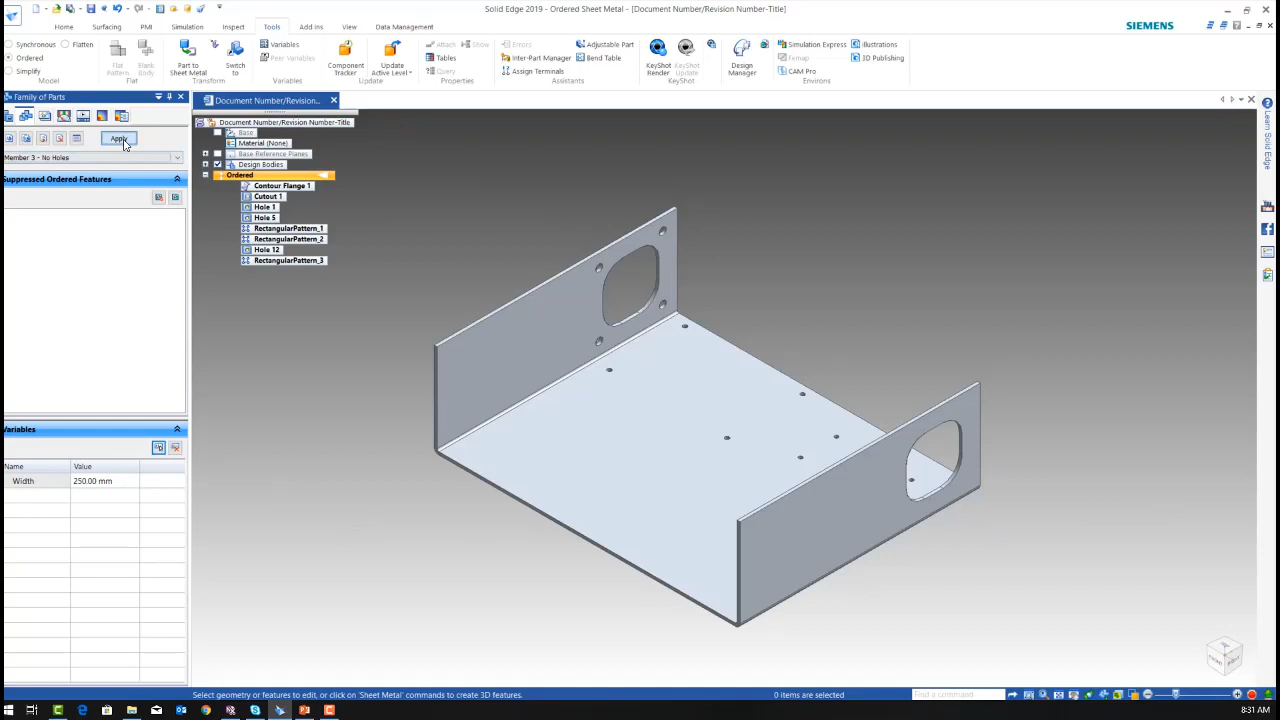 Solid Edge 2019 - Ordered Sheet Metal - [Document Number/Revision Number-Title]
Home Surfacing PMI Simulation Inspect Tools Add Ins View Data Management
SIEMENS
Synchronous Flatten
Ordered
Simplify
Model
Flat Pattern
Blank Body
Flat
Part to Sheet Metal
Switch to
Transform
Variables
Peer Variables
Variables
Component Tracker
Update Active Level
Update
Attach Show
Tables
Query
Properties
Errors
Inter-Part Manager
Assign Terminals
Adjustable Part
Bend Table
Assistants
KeyShot Render
KeyShot Update
KeyShot
Design Manager
Simulation Express
Femap
CAM Pro
Illustrations
3D Publishing
Environs
Family of Parts
Document Number/Revision...
Apply
Member 3 - No Holes
Suppressed Ordered Features
Document Number/Revision Number-Title
Base
Material (None)
Base Reference Planes
Design Bodies
Ordered
Contour Flange 1
Cutout 1
Hole 1
Hole 5
RectangularPattern_1
RectangularPattern_2
Hole 12
RectangularPattern_3
Learn Solid Edge
Variables
Name Value
Width 250.00 mm
Select geometry or features to edit, or click on 'Sheet Metal' commands to create 3D features.
0 items are selected
Find a command
8:31 AM